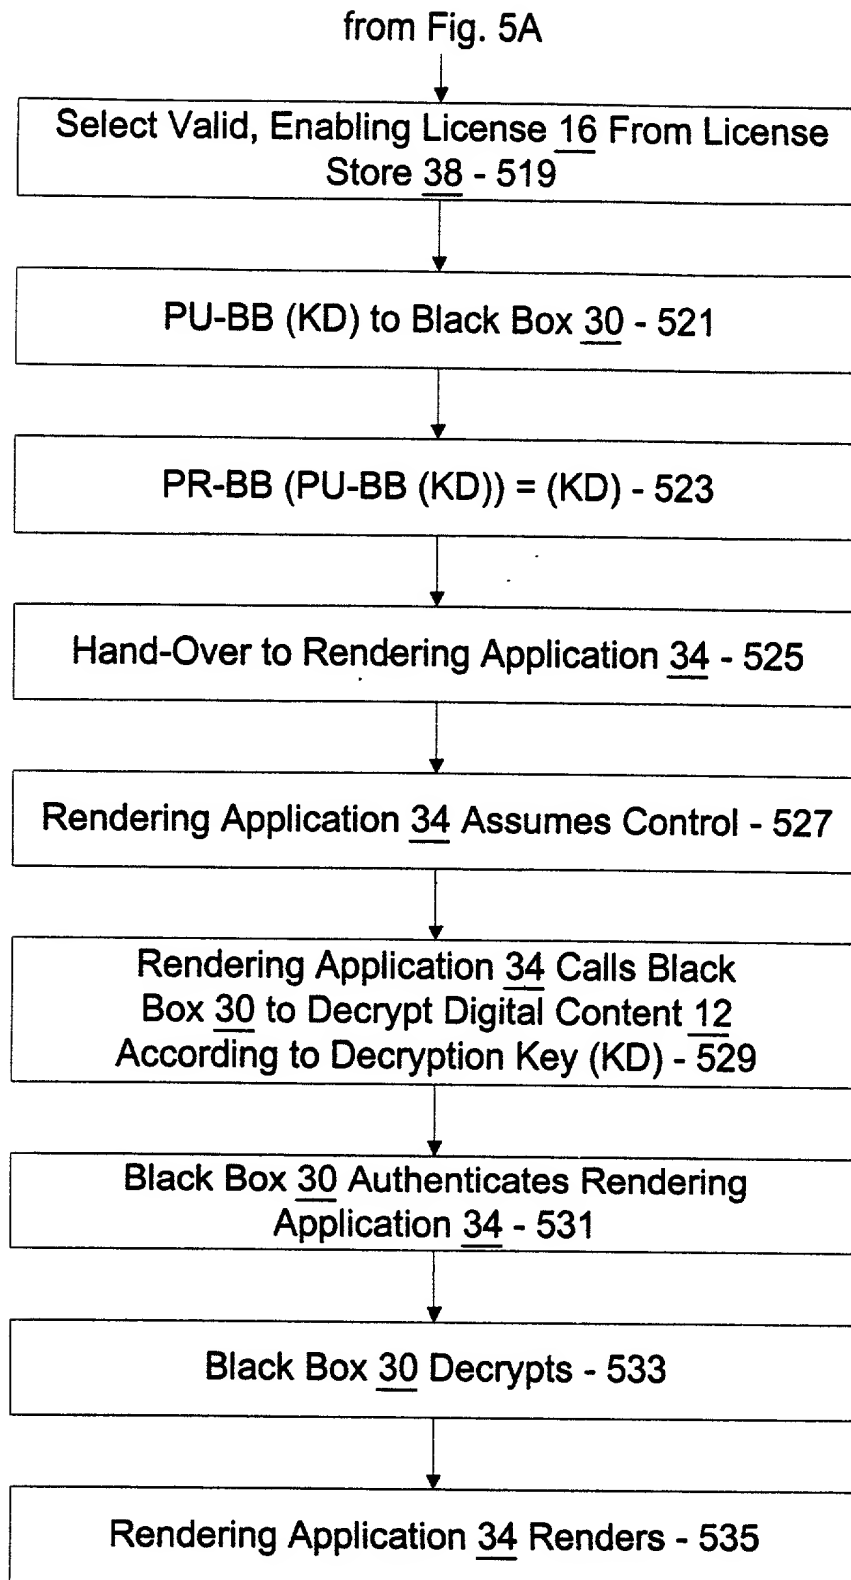 from Fig. 5A
Select Valid, Enabling License 16 From License
Store 38 - 519
PU-BB (KD) to Black Box 30 - 521
PR-BB (PU-BB (KD)) = (KD) - 523
Hand-Over to Rendering Application 34 - 525
Rendering Application 34 Assumes Control - 527
Rendering Application 34 Calls Black
Box 30 to Decrypt Digital Content 12
According to Decryption Key (KD) - 529
Black Box 30 Authenticates Rendering
Application 34 - 531
Black Box 30 Decrypts - 533
Rendering Application 34 Renders - 535